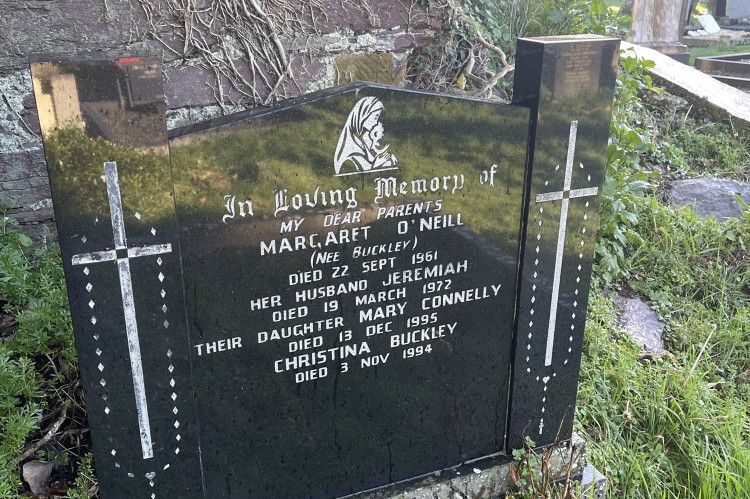 In Loving Memory of
MY DEAR PARENTS
MARGARET O'NEILL
(NEE BUCKLEY)
DIED 22 SEPT 1961
HER HUSBAND JEREMIAH
DIED 19 MARCH 1972
THEIR DAUGHTER MARY CONNELLY
DIED 13 DEC 1995
CHRISTINA BUCKLEY
DIED 3 NOV 1994